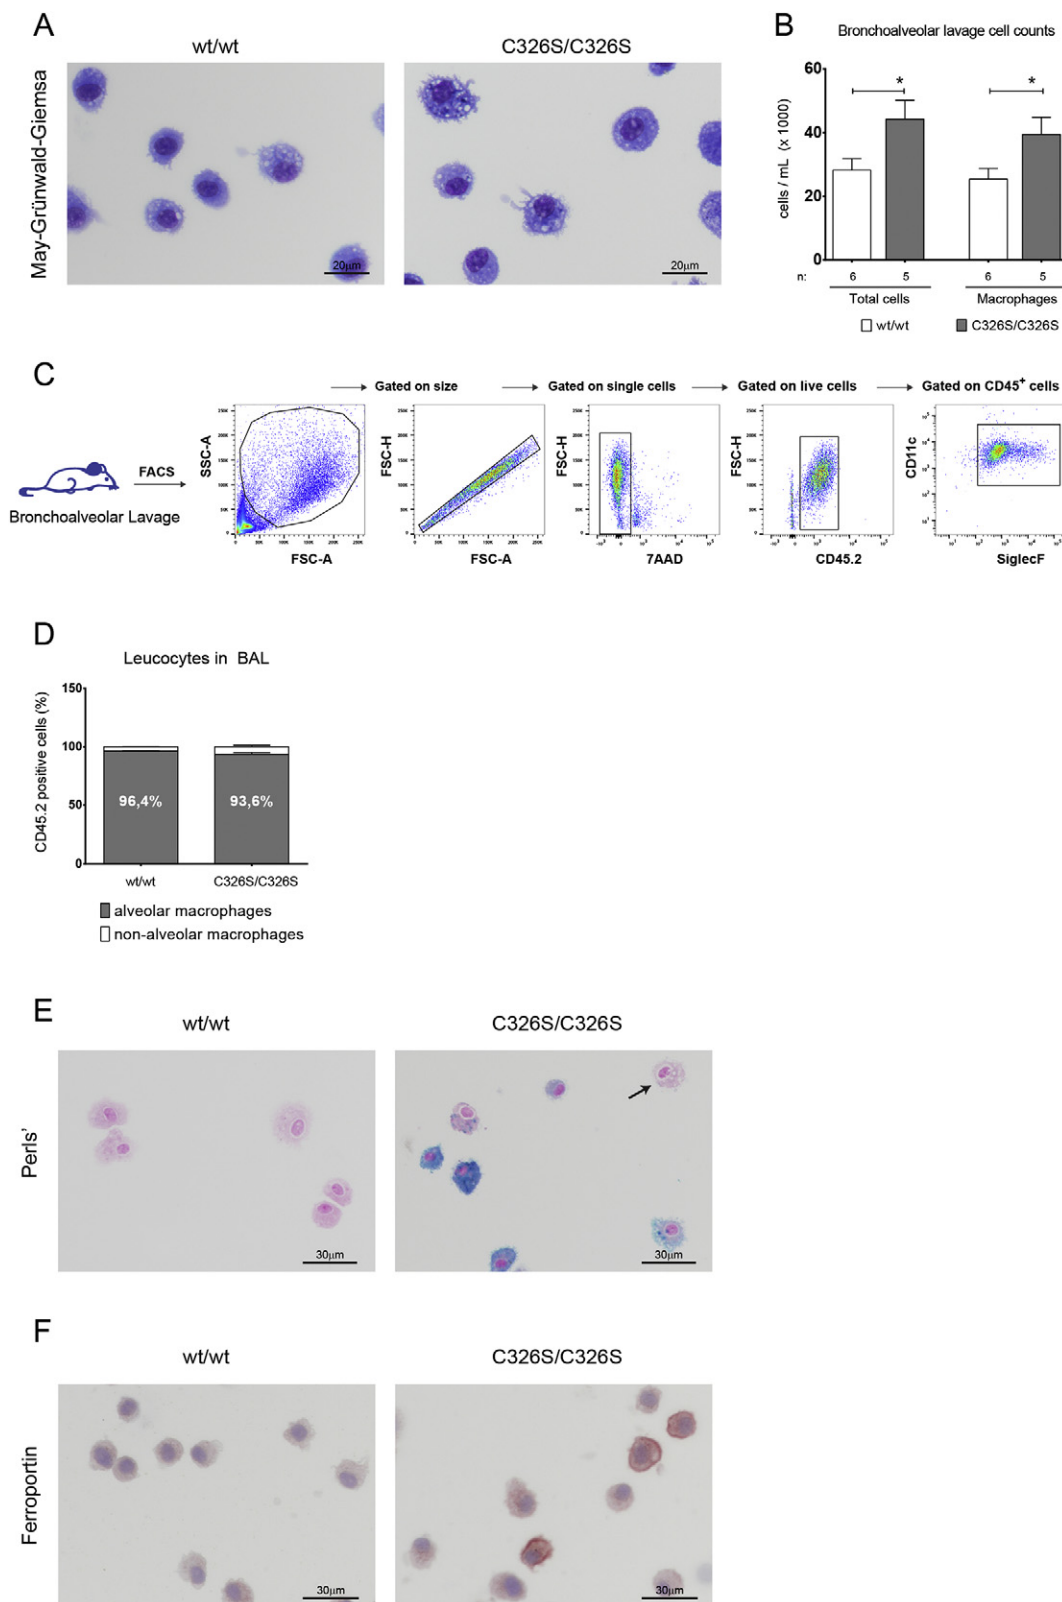 A
wt/wt
C326S/C326S
May-Grünwald-Giemsa
20µm
20µm
B
Bronchoalveolar lavage cell counts
cells / mL (x 1000)
60
40
20
0
*
*
n: 6 5 6 5
Total cells Macrophages
wt/wt C326S/C326S
C
Gated on size
Gated on single cells
Gated on live cells
Gated on CD45+ cells
FACS
Bronchoalveolar Lavage
SSC-A
FSC-A
FSC-H
FSC-A
FSC-H
7AAD
FSC-H
CD45.2
CD11c
SiglecF
D
Leucocytes in BAL
CD45.2 positive cells (%)
150
100
50
0
96,4%
93,6%
wt/wt C326S/C326S
alveolar macrophages
non-alveolar macrophages
E
wt/wt
C326S/C326S
Perls'
30µm
30µm
F
wt/wt
C326S/C326S
Ferroportin
30µm
30µm